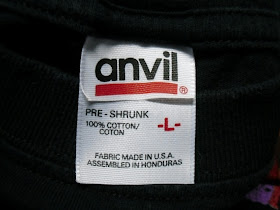 anvil
®
PRE - SHRUNK
100% COTTON/
COTON
-L-
FABRIC MADE IN U.S.A.
ASSEMBLED IN HONDURAS